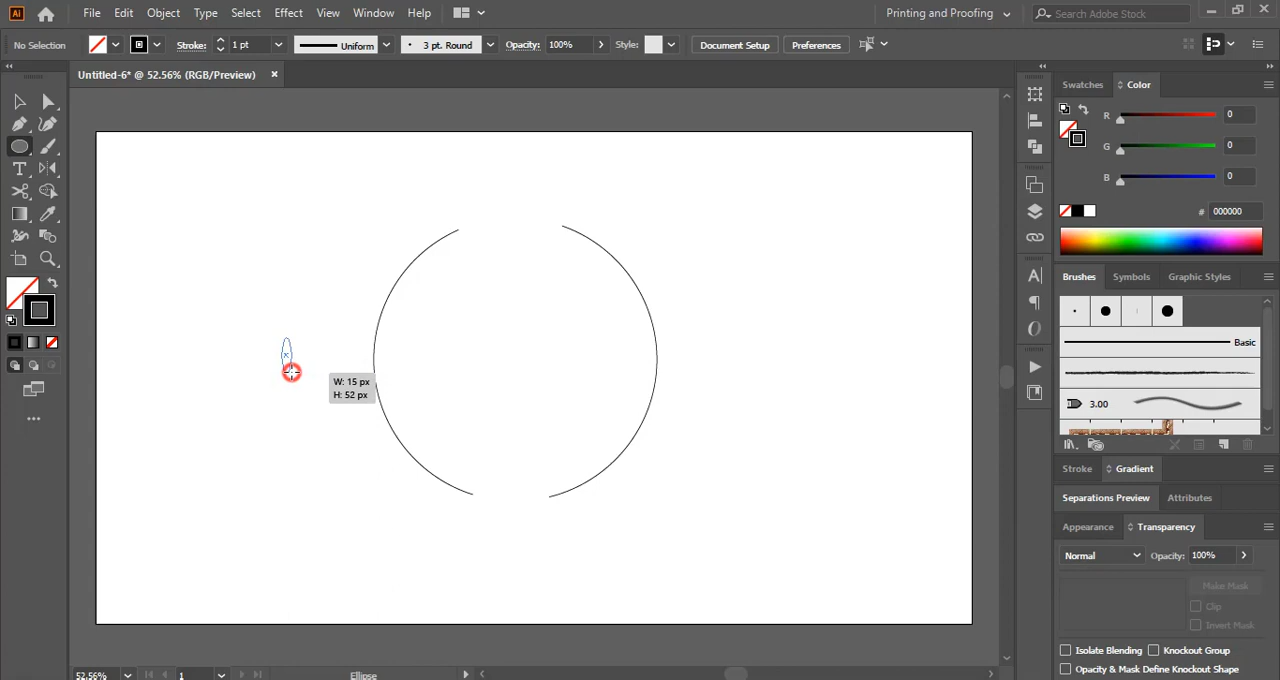 Ai File Edit Object Type Select Effect View Window Help Printing and Proofing Search Adobe Stock
No Selection Stroke: 1 pt Uniform 3 pt. Round Opacity: 100% Style: Document Setup Preferences
Untitled-6* @ 52.56% (RGB/Preview)
Swatches Color
R 0
G 0
B 0
# 000000
Brushes Symbols Graphic Styles
Basic
3.00
W: 15 px
H: 52 px
Stroke Gradient
Separations Preview Attributes
Appearance Transparency
Normal Opacity: 100%
Make Mask
Clip
Invert Mask
Isolate Blending Knockout Group
Opacity & Mask Define Knockout Shape
52.56% 1 Ellipse